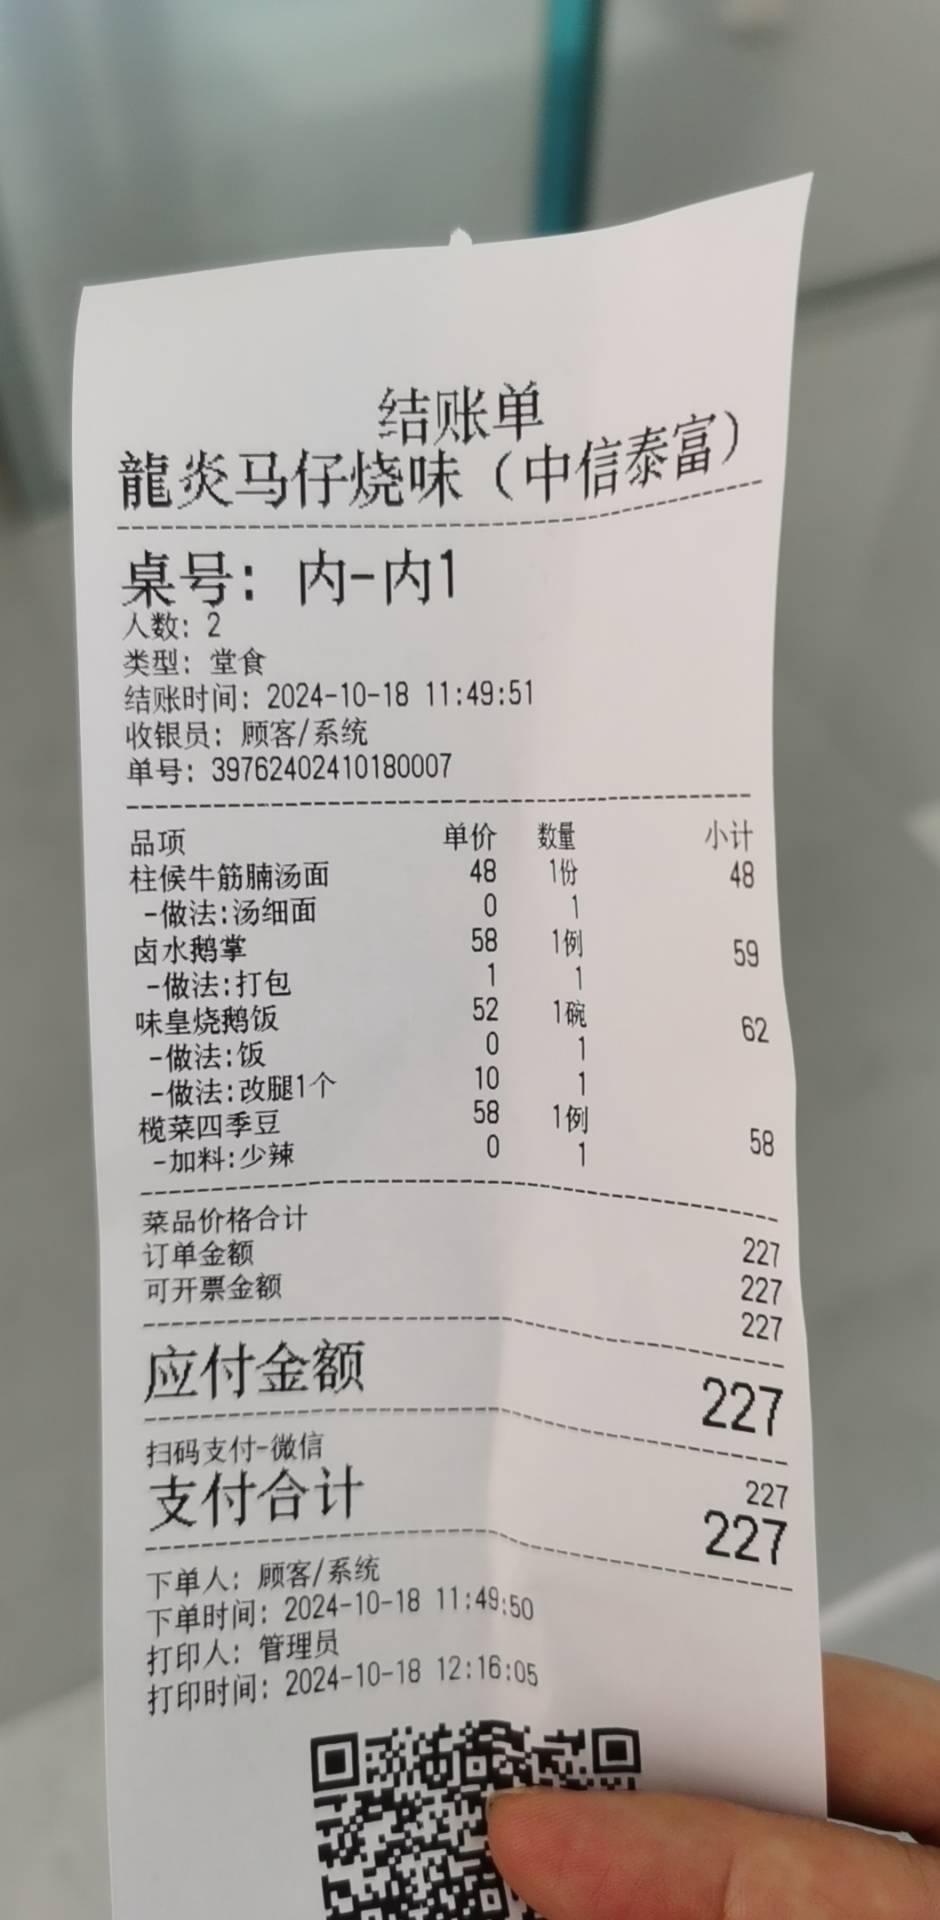 结账单
龍炎马仔烧味（中信泰富）
桌号: 内-内1
人数: 2
类型: 堂食
结账时间: 2024-10-18 11:49:51
收银员: 顾客/系统
单号: 39762402410180007
品项 单价 数量 小计
柱候牛筋腩汤面 48 1份 48
-做法:汤细面 0 1
卤水鹅掌 58 1例 59
-做法:打包 1 1
味皇烧鹅饭 52 1碗 62
-做法:饭 0 1
-做法:改腿1个 10 1
榄菜四季豆 58 1例 58
-加料:少辣 0 1
菜品价格合计 227
订单金额 227
可开票金额 227
应付金额 227
扫码支付-微信 227
支付合计 227
下单人: 顾客/系统
下单时间: 2024-10-18 11:49:50
打印人: 管理员
打印时间: 2024-10-18 12:16:05